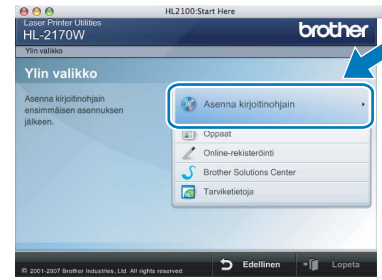 HL2100:Start Here
Laser Printer Utilities
HL-2170W
brother
Ylin valikko
Ylin valikko
Asenna kirjoitinohjain
ensimmäisen asennuksen
jälkeen.
Asenna kirjoitinohjain
Oppaat
Online-rekisteröinti
Brother Solutions Center
Tarviketietoja
© 2001-2007 Brother Industries, Ltd. All rights reserved
Edellinen
Lopeta